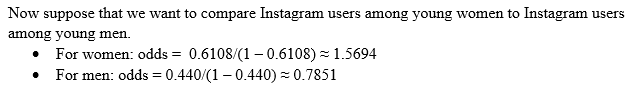 Now suppose that we want to compare Instagram users among young women to Instagram users
among young men.
• For women: odds = 0.6108/(1 – 0.6108) ≈ 1.5694
• For men: odds = 0.440/(1 – 0.440) ≈ 0.7851